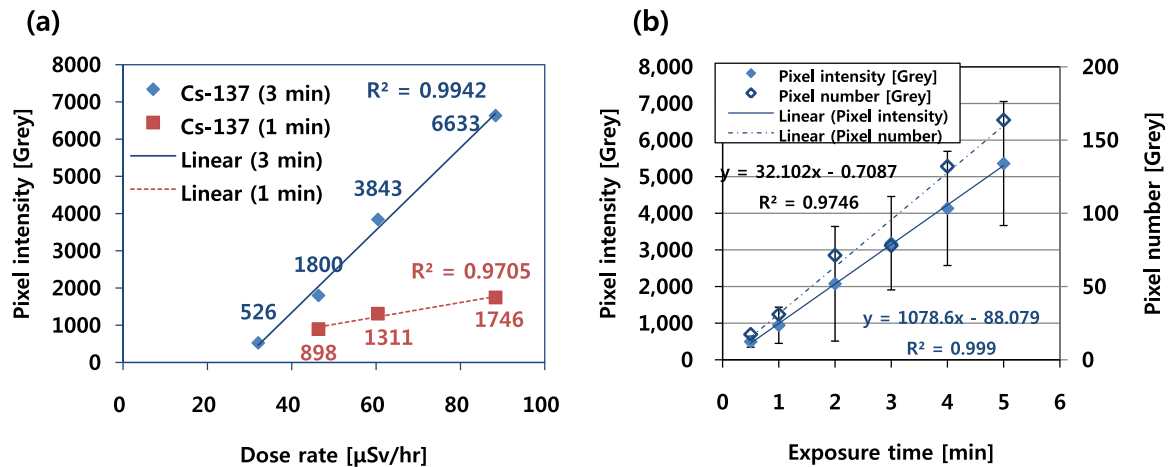 (a)
8000
7000
6000
5000
4000
3000
2000
1000
0
Pixel intensity [Grey]
Cs-137 (3 min)
Cs-137 (1 min)
Linear (3 min)
Linear (1 min)
R² = 0.9942
6633
3843
1800
526
R² = 0.9705
898
1311
1746
0
20
40
60
80
100
Dose rate [μSv/hr]
(b)
8,000
7,000
6,000
5,000
4,000
3,000
2,000
1,000
0
Pixel intensity [Grey]
Pixel intensity [Grey]
Pixel number [Grey]
Linear (Pixel intensity)
Linear (Pixel number)
y = 32.102x - 0.7087
R² = 0.9746
y = 1078.6x - 88.079
R² = 0.999
200
150
100
50
0
Pixel number [Grey]
0
1
2
3
4
5
6
Exposure time [min]